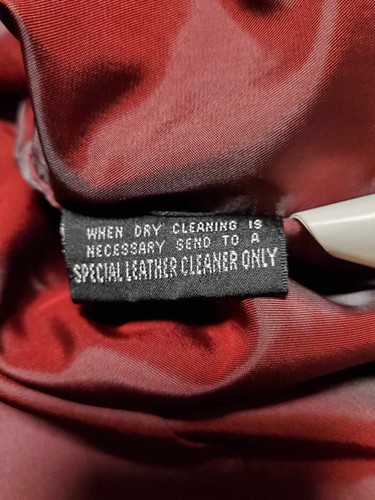 WHEN DRY CLEANING IS
NECESSARY SEND TO A
SPECIAL LEATHER CLEANER ONLY